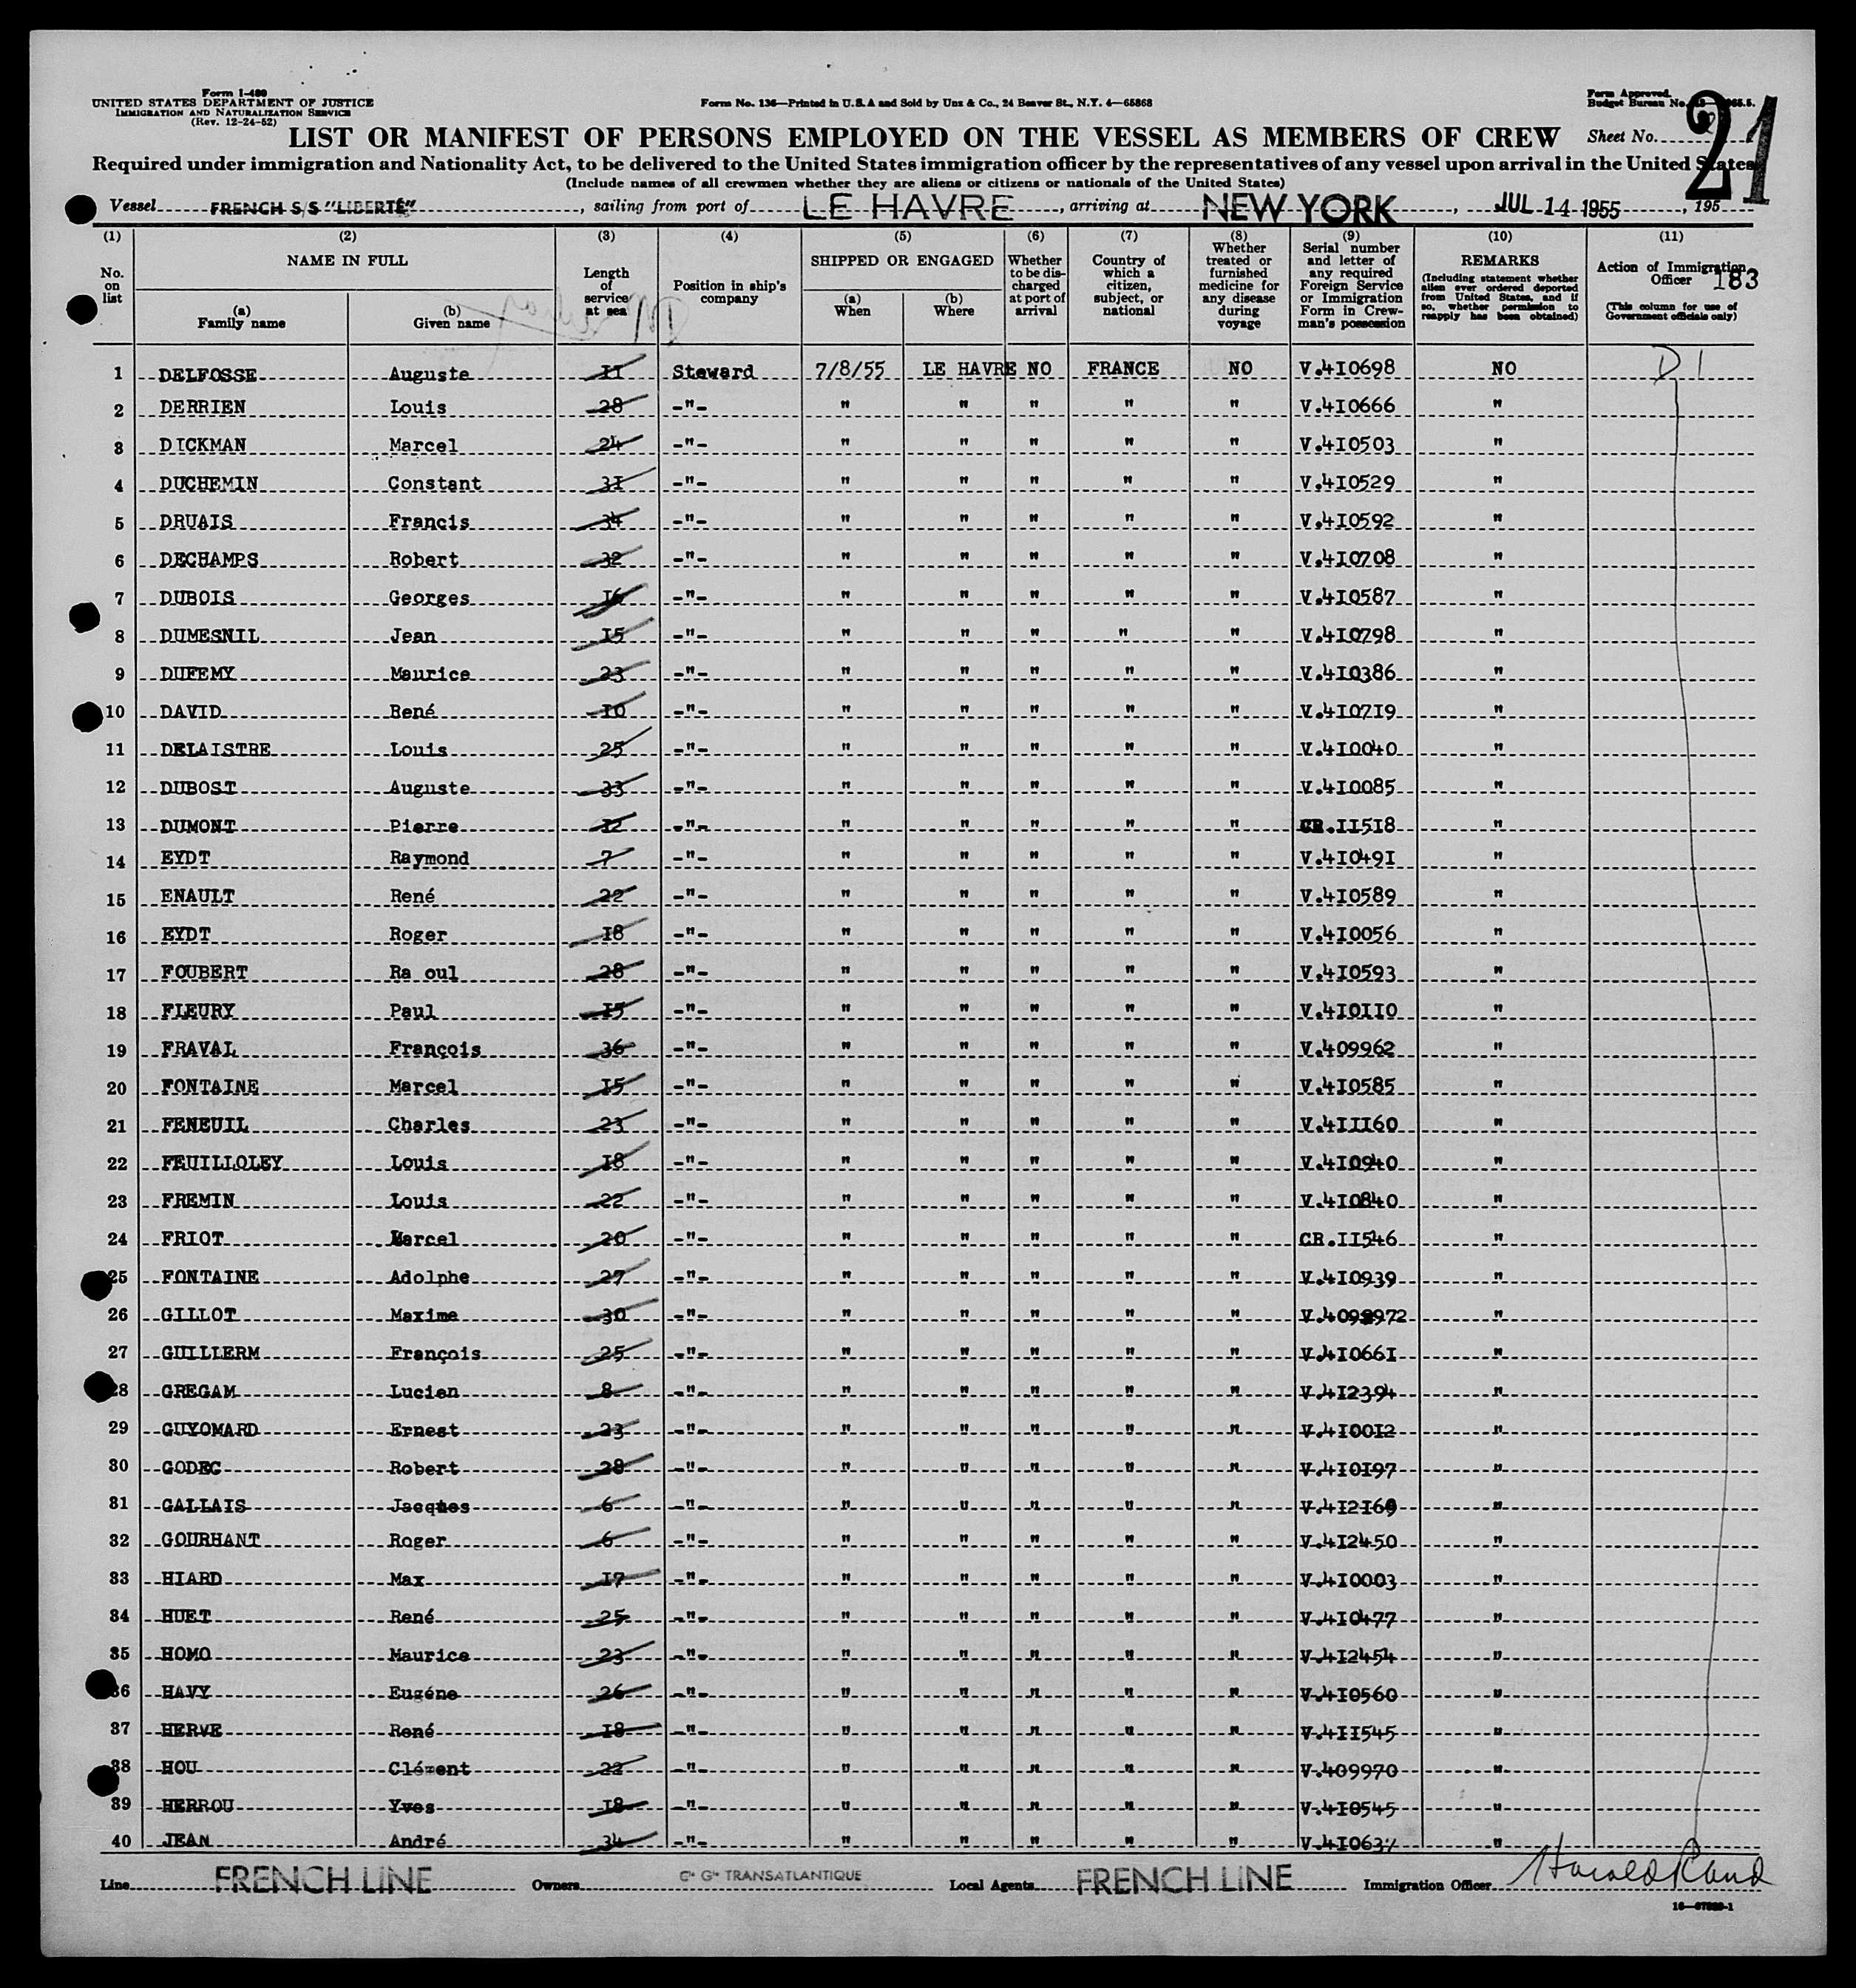 Form I-489
UNITED STATES DEPARTMENT OF JUSTICE
IMMIGRATION AND NATURALIZATION SERVICE
(Rev. 12-24-52)
Form No. 136—Printed in U.S.A and Sold by Unz & Co., 24 Beaver St., N.Y. 4—65868
Form Approved.
Budget Bureau No.
LIST OR MANIFEST OF PERSONS EMPLOYED ON THE VESSEL AS MEMBERS OF CREW
Sheet No. 21
Required under immigration and Nationality Act, to be delivered to the United States immigration officer by the representatives of any vessel upon arrival in the United States
(Include names of all crewmen whether they are aliens or citizens or nationals of the United States)
Vessel FRENCH S/S "LIBERTÉ", sailing from port of LE HAVRE, arriving at NEW YORK, JUL 14 1955, 195
(1) No. on list
(2) NAME IN FULL
(a) Family name
(b) Given name
(3) Length of service at sea
(4) Position in ship's company
(5) SHIPPED OR ENGAGED
(a) When
(b) Where
(6) Whether to be discharged at port of arrival
(7) Country of which a citizen, subject, or national
(8) Whether treated or furnished medicine for any disease during voyage
(9) Serial number and letter of any required Foreign Service or Immigration Form in Crewman's possession
(10) REMARKS (Including statement whether alien ever ordered deported from United States, and if so, whether permission to reapply has been obtained)
(11) Action of Immigration Officer 183 (This column for use of Government officials only)
1 DELFOSSE Auguste 11 Steward 7/8/55 LE HAVRE NO FRANCE NO V.410698 NO D 1
2 DERRIEN Louis 28 -"- " " " " " V.410666 "
3 DICKMAN Marcel 24 -"- " " " " " V.410503 "
4 DUCHEMIN Constant 31 -"- " " " " " V.410529 "
5 DRUAIS Francis 34 -"- " " " " " V.410592 "
6 DECHAMPS Robert 32 -"- " " " " " V.410708 "
7 DUBOIS Georges 16 -"- " " " " " V.410587 "
8 DUMESNIL Jean 15 -"- " " " " " V.410798 "
9 DUFEMY Maurice 23 -"- " " " " " V.410386 "
10 DAVID René 10 -"- " " " " " V.410719 "
11 DELAISTRE Louis 25 -"- " " " " " V.410040 "
12 DUBOST Auguste 33 -"- " " " " " V.410085 "
13 DUMONT Pierre 12 -"- " " " " " CR.11518 "
14 EYDT Raymond 7 -"- " " " " " V.410491 "
15 ENAULT René 22 -"- " " " " " V.410589 "
16 EYDT Roger 18 -"- " " " " " V.410056 "
17 FOUBERT Ra oul 28 -"- " " " " " V.410593 "
18 FLEURY Paul 15 -"- " " " " " V.410110 "
19 FRAVAL François 36 -"- " " " " " V.409962 "
20 FONTAINE Marcel 15 -"- " " " " " V.410585 "
21 FENEUIL Charles 23 -"- " " " " " V.411160 "
22 FEUILLOLEY Louis 18 -"- " " " " " V.410940 "
23 FREMIN Louis 22 -"- " " " " " V.410840 "
24 FRIOT Marcel 20 -"- " " " " " CR.11546 "
25 FONTAINE Adolphe 27 -"- " " " " " V.410939 "
26 GILLOT Maxime 30 -"- " " " " " "
27 GUILLERM François 25 -"- " " " " " V.410661 "
28 GREGAM Lucien 8 -"- " " " " " V.412394 "
29 GUYOMARD Ernest 23 -"- " " " " " V.410012 "
30 GODEC Robert 28 -"- " " " " " V.410197 "
31 GALLAIS Jacques 6 -"- " " " " " "
32 GOURHANT Roger 6 -"- " " " " " V.412450 "
33 HIARD Max 17 -"- " " " " " V.410003 "
34 HUET René 25 -"- " " " " " V.410477 "
35 HOMO Maurice 23 -"- " " " " " V.412454 "
36 HAVY Eugéne 26 -"- " " " " " V.410560 "
37 HERVE René 18 -"- " " " " " V.411545 "
38 HOU Clément 22 -"- " " " " " V.409970 "
39 HERROU Yves 18 -"- " " " " " V.410545 "
40 JEAN André 34 -"- " " " " " "
Line FRENCH LINE Owners Cie Gle TRANSATLANTIQUE Local Agents FRENCH LINE Immigration Officer Harold Rand